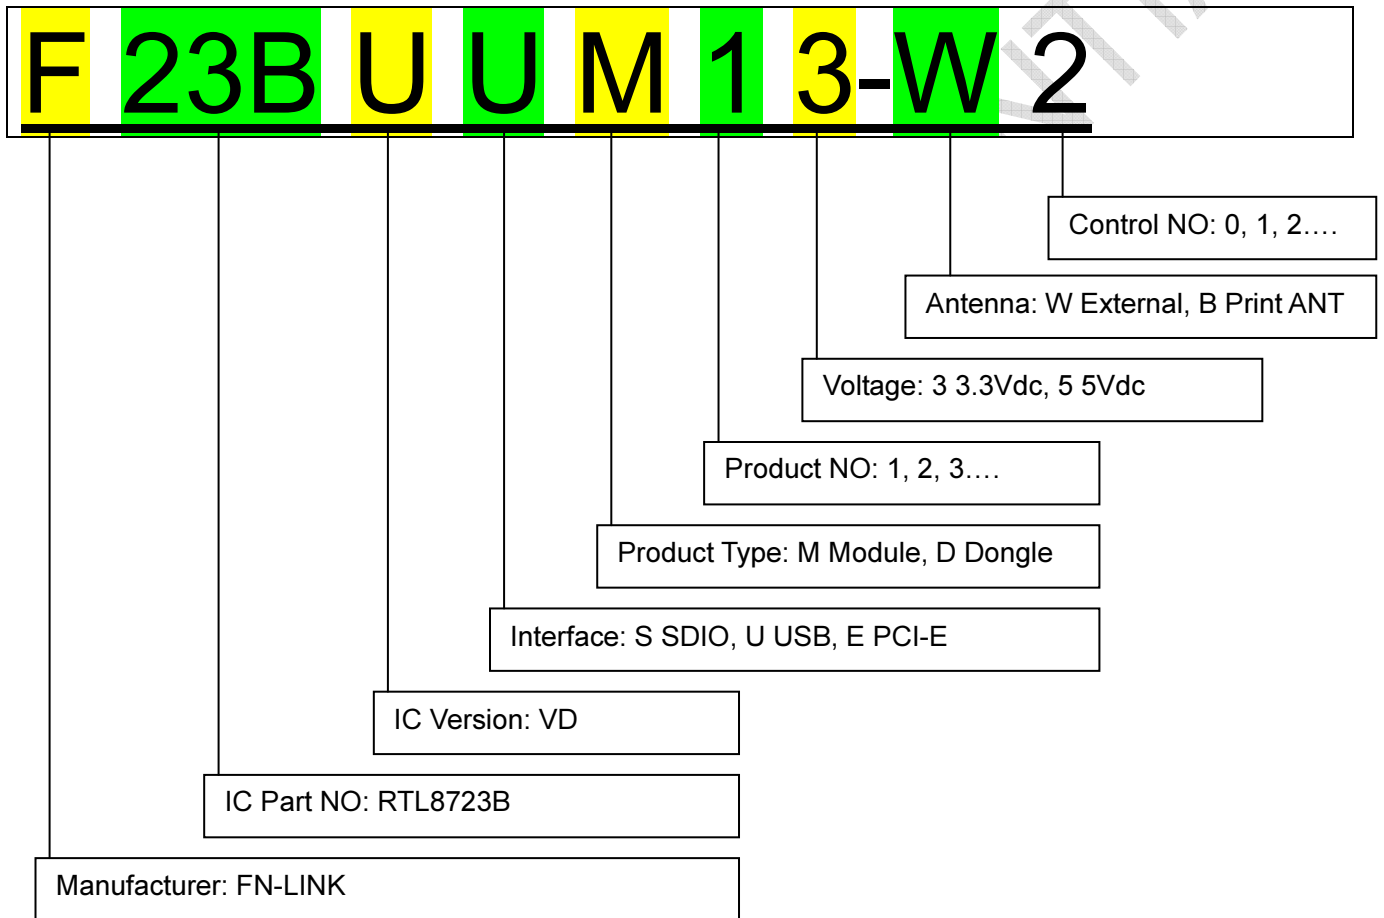 F 23B U U M 1 3-W 2
Control NO: 0, 1, 2….
Antenna: W External, B Print ANT
Voltage: 3 3.3Vdc, 5 5Vdc
Product NO: 1, 2, 3….
Product Type: M Module, D Dongle
Interface: S SDIO, U USB, E PCI-E
IC Version: VD
IC Part NO: RTL8723B
Manufacturer: FN-LINK